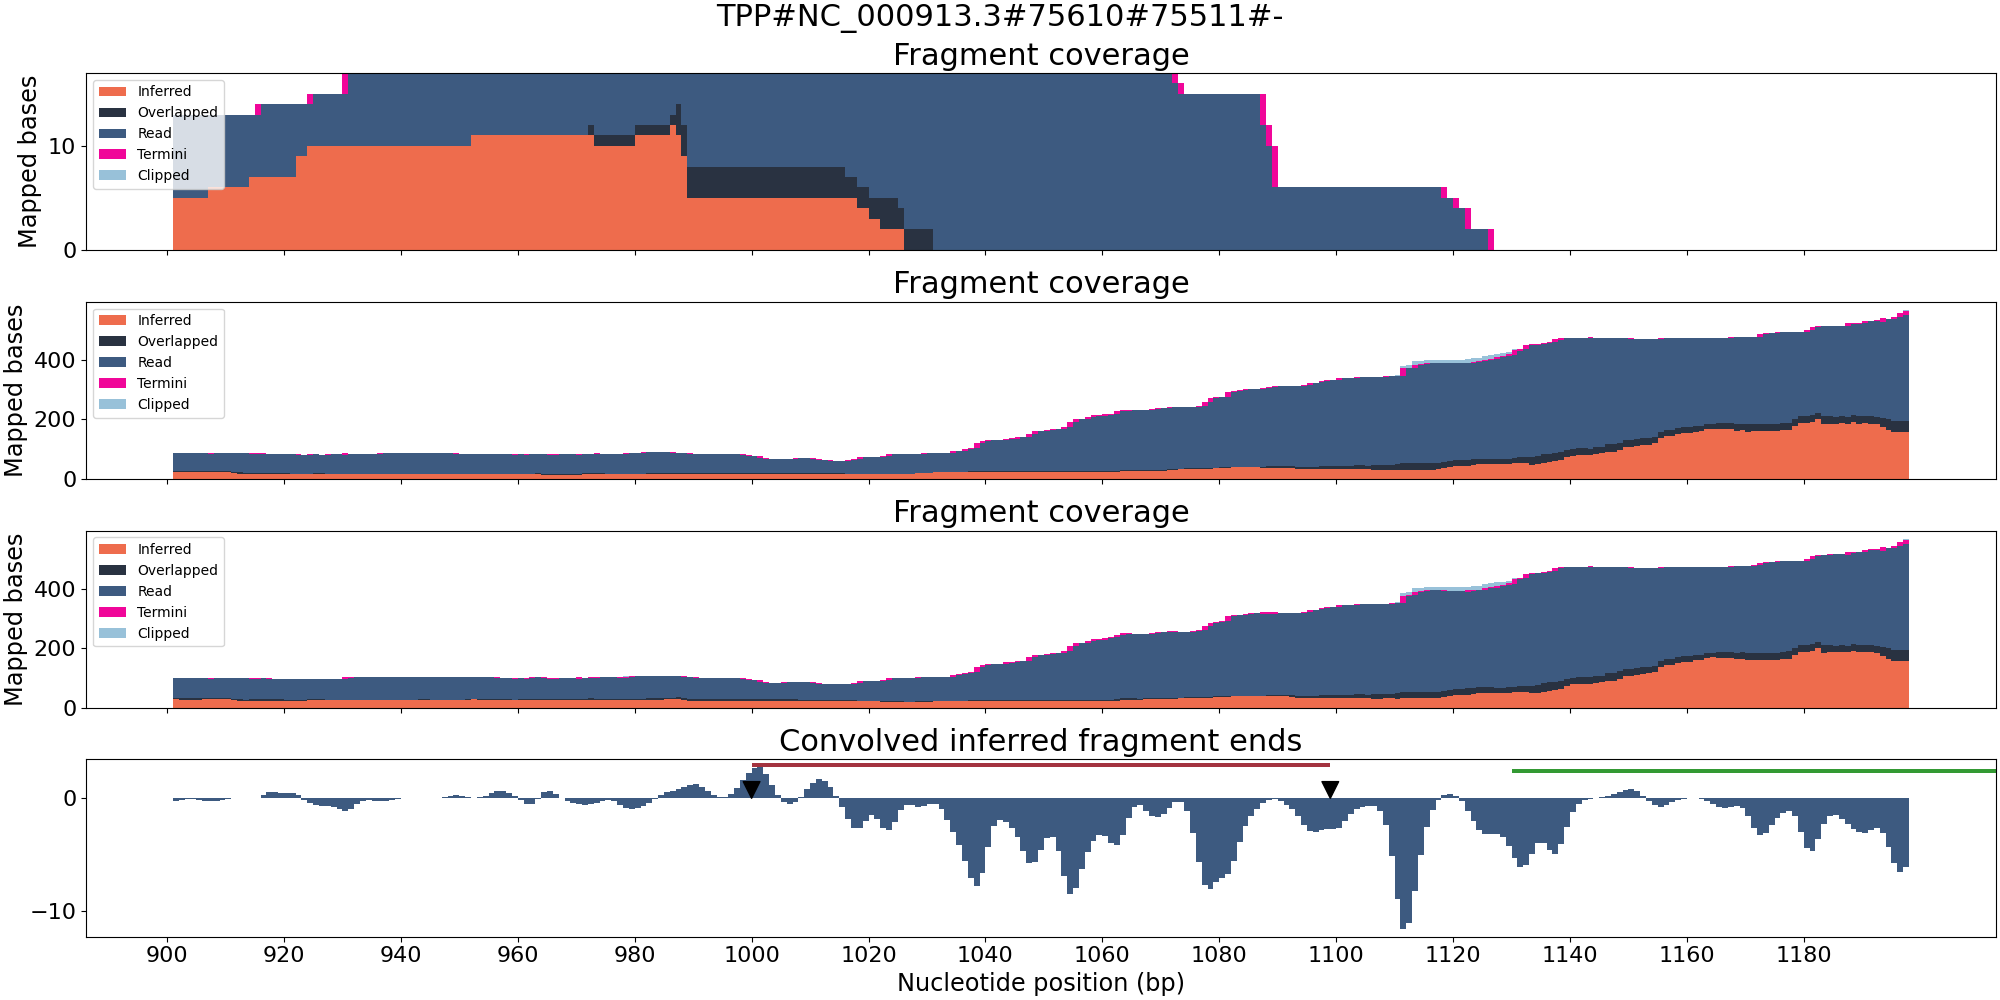 TPP#NC_000913.3#75610#75511#-
Fragment coverage
Mapped bases
10
0
Inferred
Overlapped
Read
Termini
Clipped
Fragment coverage
Mapped bases
400
200
0
Inferred
Overlapped
Read
Termini
Clipped
Fragment coverage
Mapped bases
400
200
0
Inferred
Overlapped
Read
Termini
Clipped
Convolved inferred fragment ends
0
−10
900 920 940 960 980 1000 1020 1040 1060 1080 1100 1120 1140 1160 1180
Nucleotide position (bp)